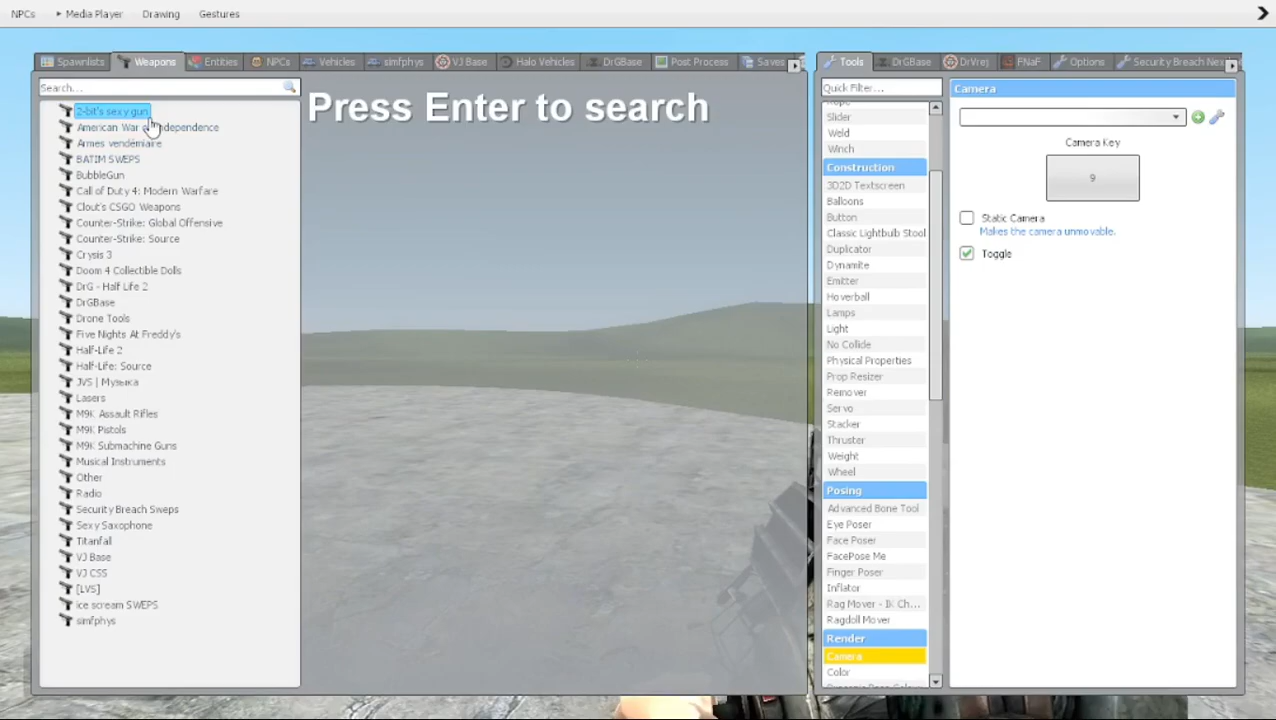 NPCs
Media Player
Drawing
Gestures
Spawnlists
Weapons
Entities
NPCs
Vehicles
simfphys
VJ Base
Halo Vehicles
DrGBase
Post Process
Saves
Tools
DrGBase
DrVrej
FNaF
Options
Security Breach
Search...
Press Enter to search
2-bit's sexy gun
American War Independence
Armes vendémiaire
BATIM SWEPS
BubbleGun
Call of Duty 4: Modern Warfare
Clout's CSGO Weapons
Counter-Strike: Global Offensive
Counter-Strike: Source
Crysis 3
Doom 4 Collectible Dolls
DrG - Half Life 2
DrGBase
Drone Tools
Five Nights At Freddy's
Half-Life 2
Half-Life: Source
JVS | Музыка
Lasers
M9K Assault Rifles
M9K Pistols
M9K Submachine Guns
Musical Instruments
Other
Radio
Security Breach Sweps
Sexy Saxophone
Titanfall
VJ Base
VJ CSS
[LVS]
ice scream SWEPS
simfphys
Quick Filter...
Rope
Slider
Weld
Winch
Construction
3D2D Textscreen
Balloons
Button
Classic Lightbulb Stool
Duplicator
Dynamite
Emitter
Hoverball
Lamps
Light
No Collide
Physical Properties
Prop Resizer
Remover
Servo
Stacker
Thruster
Weight
Wheel
Posing
Advanced Bone Tool
Eye Poser
Face Poser
FacePose Me
Finger Poser
Inflator
Rag Mover - IK Ch...
Ragdoll Mover
Render
Camera
Color
Camera
Camera Key
9
Static Camera
Makes the camera unmovable.
Toggle